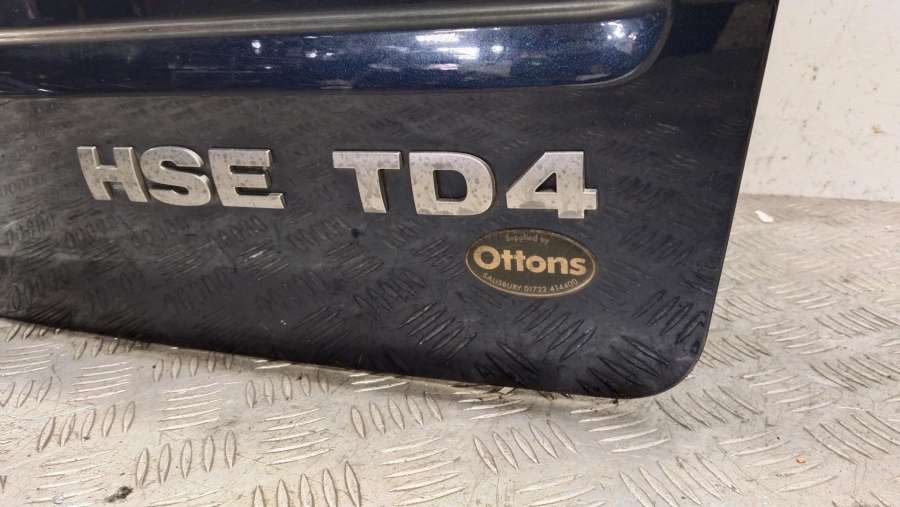 HSE TD4
Supplied by
Ottons
SALISBURY 01722 414400